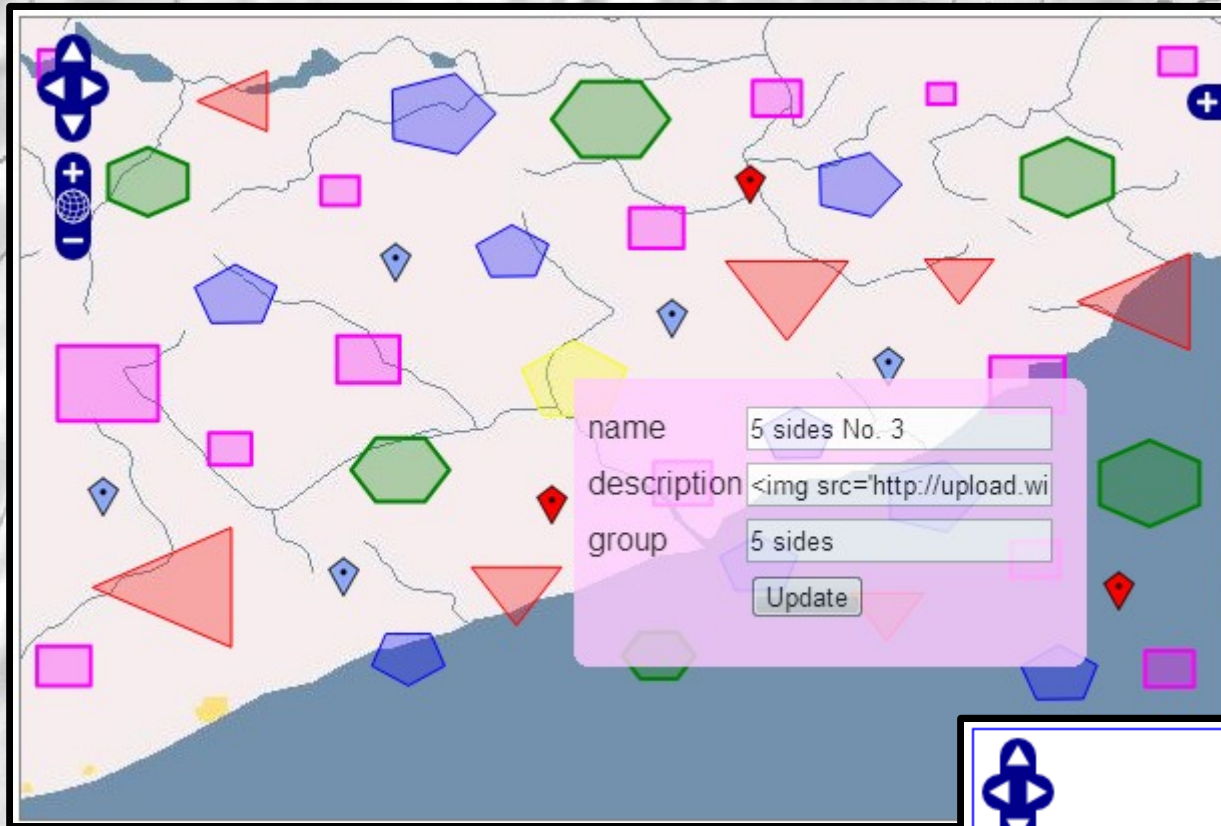 name 5 sides No. 3
description <img src='http://upload.wi
group 5 sides
Update